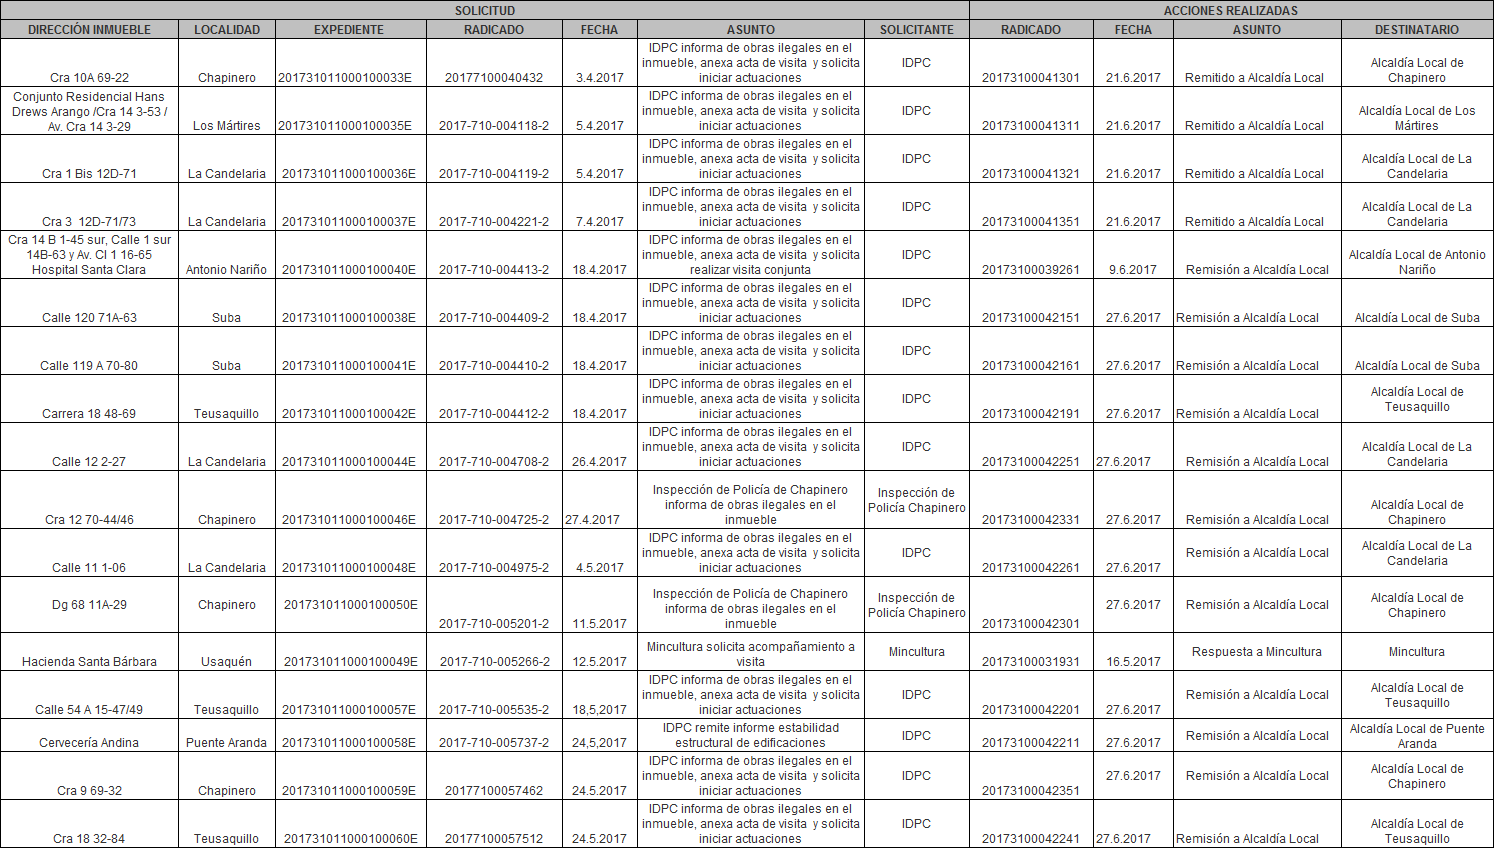 SOLICITUD ACCIONES REALIZADAS
DIRECCIÓN INMUEBLE LOCALIDAD EXPEDIENTE RADICADO FECHA ASUNTO SOLICITANTE RADICADO FECHA ASUNTO DESTINATARIO
Cra 10A 69-22 Chapinero 201731011000100033E 20177100040432 3.4.2017 IDPC informa de obras ilegales en el inmueble, anexa acta de visita y solicita iniciar actuaciones IDPC 20173100041301 21.6.2017 Remitido a Alcaldía Local Alcaldía Local de Chapinero
Conjunto Residencial Hans Drews Arango /Cra 14 3-53 / Av. Cra 14 3-29 Los Mártires 201731011000100035E 2017-710-004118-2 5.4.2017 IDPC informa de obras ilegales en el inmueble, anexa acta de visita y solicita iniciar actuaciones IDPC 20173100041311 21.6.2017 Remitido a Alcaldía Local Alcaldía Local de Los Mártires
Cra 1 Bis 12D-71 La Candelaria 201731011000100036E 2017-710-004119-2 5.4.2017 IDPC informa de obras ilegales en el inmueble, anexa acta de visita y solicita iniciar actuaciones IDPC 20173100041321 21.6.2017 Remitido a Alcaldía Local Alcaldía Local de La Candelaria
Cra 3 12D-71/73 La Candelaria 201731011000100037E 2017-710-004221-2 7.4.2017 IDPC informa de obras ilegales en el inmueble, anexa acta de visita y solicita iniciar actuaciones IDPC 20173100041351 21.6.2017 Remitido a Alcaldía Local Alcaldía Local de La Candelaria
Cra 14 B 1-45 sur, Calle 1 sur 14B-63 y Av. Cl 1 16-65 Hospital Santa Clara Antonio Nariño 201731011000100040E 2017-710-004413-2 18.4.2017 IDPC informa de obras ilegales en el inmueble, anexa acta de visita y solicita realizar visita conjunta IDPC 20173100039261 9.6.2017 Remisión a Alcaldía Local Alcaldía Local de Antonio Nariño
Calle 120 71A-63 Suba 201731011000100038E 2017-710-004409-2 18.4.2017 IDPC informa de obras ilegales en el inmueble, anexa acta de visita y solicita iniciar actuaciones IDPC 20173100042151 27.6.2017 Remisión a Alcaldía Local Alcaldía Local de Suba
Calle 119 A 70-80 Suba 201731011000100041E 2017-710-004410-2 18.4.2017 IDPC informa de obras ilegales en el inmueble, anexa acta de visita y solicita iniciar actuaciones IDPC 20173100042161 27.6.2017 Remisión a Alcaldía Local Alcaldía Local de Suba
Carrera 18 48-69 Teusaquillo 201731011000100042E 2017-710-004412-2 18.4.2017 IDPC informa de obras ilegales en el inmueble, anexa acta de visita y solicita iniciar actuaciones IDPC 20173100042191 27.6.2017 Remisión a Alcaldía Local Alcaldía Local de Teusaquillo
Calle 12 2-27 La Candelaria 201731011000100044E 2017-710-004708-2 26.4.2017 IDPC informa de obras ilegales en el inmueble, anexa acta de visita y solicita iniciar actuaciones IDPC 20173100042251 27.6.2017 Remisión a Alcaldía Local Alcaldía Local de La Candelaria
Cra 12 70-44/46 Chapinero 201731011000100046E 2017-710-004725-2 27.4.2017 Inspección de Policía de Chapinero informa de obras ilegales en el inmueble Inspección de Policía Chapinero 20173100042331 27.6.2017 Remisión a Alcaldía Local Alcaldía Local de Chapinero
Calle 11 1-06 La Candelaria 201731011000100048E 2017-710-004975-2 4.5.2017 IDPC informa de obras ilegales en el inmueble, anexa acta de visita y solicita iniciar actuaciones IDPC 20173100042261 27.6.2017 Remisión a Alcaldía Local Alcaldía Local de La Candelaria
Dg 68 11A-29 Chapinero 201731011000100050E 2017-710-005201-2 11.5.2017 Inspección de Policía de Chapinero informa de obras ilegales en el inmueble Inspección de Policía Chapinero 20173100042301 27.6.2017 Remisión a Alcaldía Local Alcaldía Local de Chapinero
Hacienda Santa Bárbara Usaquén 201731011000100049E 2017-710-005266-2 12.5.2017 Mincultura solicita acompañamiento a visita Mincultura 20173100031931 16.5.2017 Respuesta a Mincultura Mincultura
Calle 54 A 15-47/49 Teusaquillo 201731011000100057E 2017-710-005535-2 18,5,2017 IDPC informa de obras ilegales en el inmueble, anexa acta de visita y solicita iniciar actuaciones IDPC 20173100042201 27.6.2017 Remisión a Alcaldía Local Alcaldía Local de Teusaquillo
Cervecería Andina Puente Aranda 201731011000100058E 2017-710-005737-2 24,5,2017 IDPC remite informe estabilidad estructural de edificaciones IDPC 20173100042211 27.6.2017 Remisión a Alcaldía Local Alcaldía Local de Puente Aranda
Cra 9 69-32 Chapinero 201731011000100059E 20177100057462 24.5.2017 IDPC informa de obras ilegales en el inmueble, anexa acta de visita y solicita iniciar actuaciones IDPC 20173100042351 27.6.2017 Remisión a Alcaldía Local Alcaldía Local de Chapinero
Cra 18 32-84 Teusaquillo 201731011000100060E 20177100057512 24.5.2017 IDPC informa de obras ilegales en el inmueble, anexa acta de visita y solicita iniciar actuaciones IDPC 20173100042241 27.6.2017 Remisión a Alcaldía Local Alcaldía Local de Teusaquillo